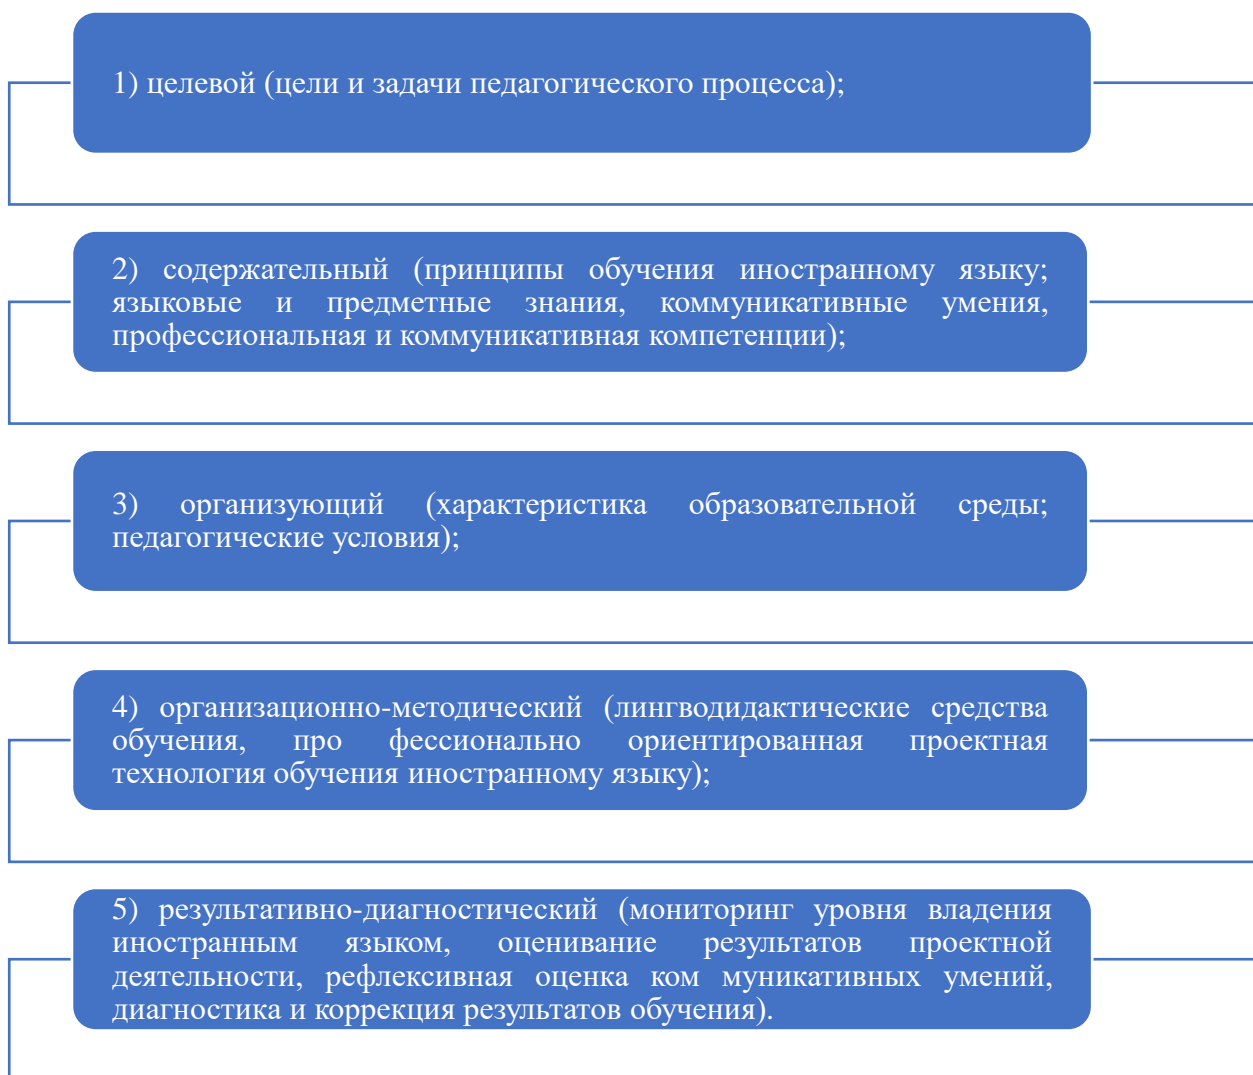 1) целевой (цели и задачи педагогического процесса);
2) содержательный (принципы обучения иностранному языку;
языковые и предметные знания, коммуникативные умения,
профессиональная и коммуникативная компетенции);
3) организующий (характеристика образовательной среды;
педагогические условия);
4) организационно-методический (лингводидактические средства
обучения, про фессионально ориентированная проектная
технология обучения иностранному языку);
5) результативно-диагностический (мониторинг уровня владения
иностранным языком, оценивание результатов проектной
деятельности, рефлексивная оценка ком муникативных умений,
диагностика и коррекция результатов обучения).